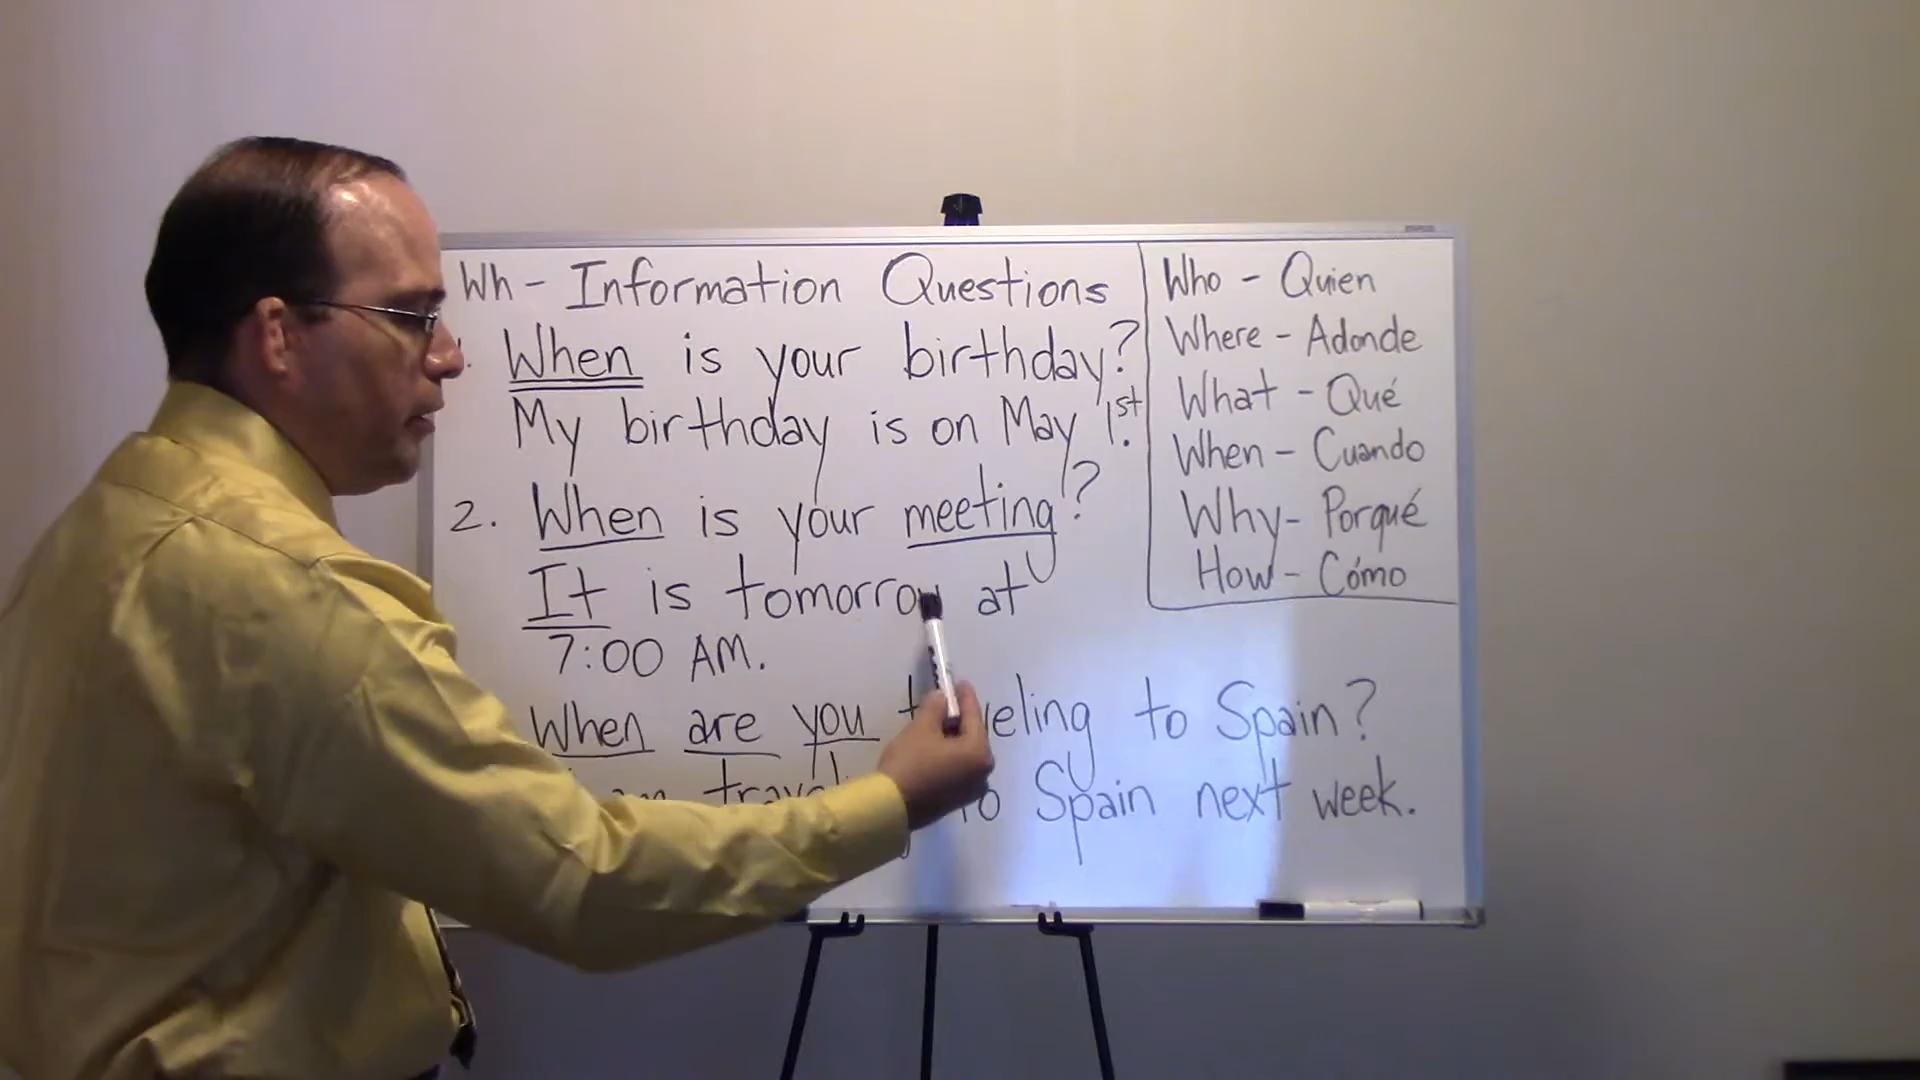 Wh - Information Questions
When is your birthday?
My birthday is on May 1st.
2. When is your meeting?
It is tomorrow at
7:00 AM.
When are you traveling to Spain?
am to Spain next week.
Who - Quien
Where - Adonde
What - Qué
When - Cuando
Why - Porqué
How - Cómo